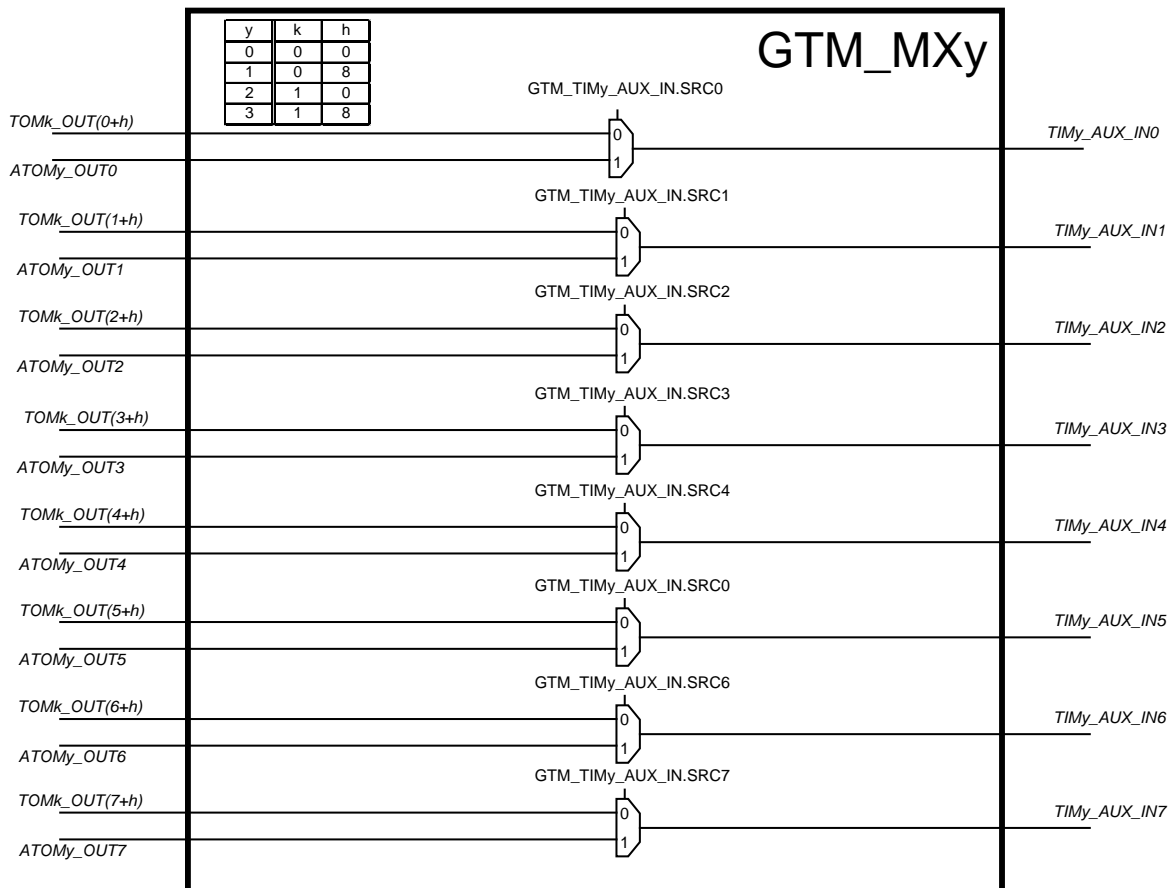 GTM_MXy
y k h
0 0 0
1 0 8
2 1 0
3 1 8
GTM_TIMy_AUX_IN.SRC0
TOMk_OUT(0+h)
0
TIMy_AUX_IN0
1
ATOMy_OUT0
GTM_TIMy_AUX_IN.SRC1
TOMk_OUT(1+h)
0
TIMy_AUX_IN1
1
ATOMy_OUT1
GTM_TIMy_AUX_IN.SRC2
TOMk_OUT(2+h)
0
TIMy_AUX_IN2
1
ATOMy_OUT2
GTM_TIMy_AUX_IN.SRC3
TOMk_OUT(3+h)
0
TIMy_AUX_IN3
1
ATOMy_OUT3
GTM_TIMy_AUX_IN.SRC4
TOMk_OUT(4+h)
0
TIMy_AUX_IN4
1
ATOMy_OUT4
GTM_TIMy_AUX_IN.SRC0
TOMk_OUT(5+h)
0
TIMy_AUX_IN5
1
ATOMy_OUT5
GTM_TIMy_AUX_IN.SRC6
TOMk_OUT(6+h)
0
TIMy_AUX_IN6
1
ATOMy_OUT6
GTM_TIMy_AUX_IN.SRC7
TOMk_OUT(7+h)
0
TIMy_AUX_IN7
1
ATOMy_OUT7